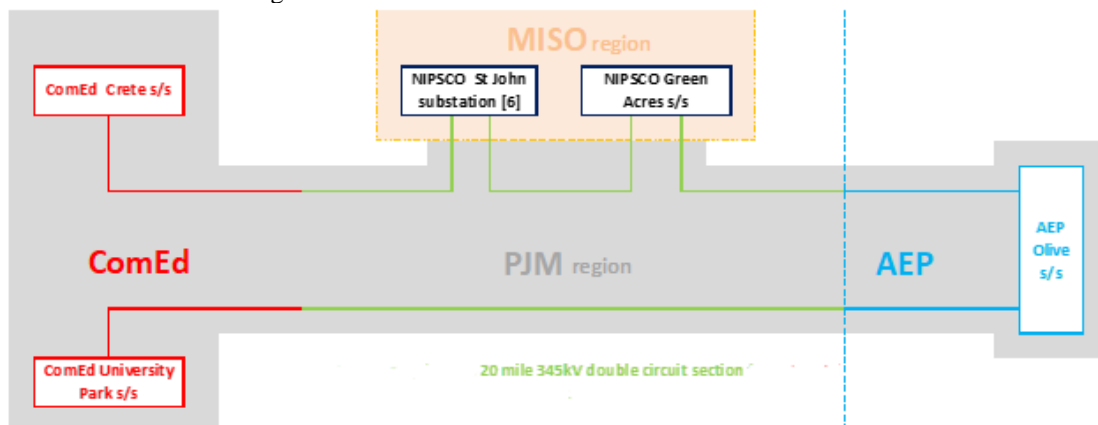 MISO region
ComEd Crete s/s
NIPSCO St John
substation [6]
NIPSCO Green
Acres s/s
ComEd
PJM region
AEP
AEP
Olive
s/s
ComEd University
Park s/s
20 mile 345kV double circuit section